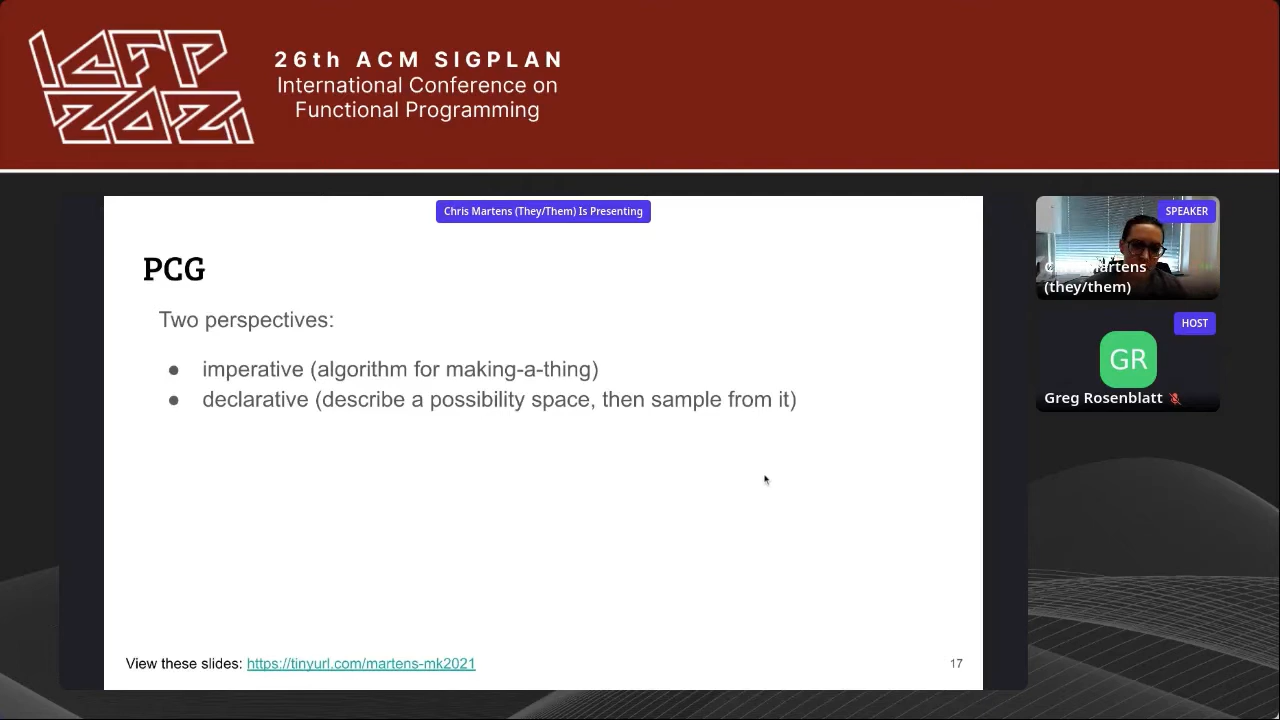 ICFP
2021
26th ACM SIGPLAN
International Conference on
Functional Programming
Chris Martens (They/Them) Is Presenting
SPEAKER
Martens
(they/them)
HOST
GR
Greg Rosenblatt
PCG
Two perspectives:
● imperative (algorithm for making-a-thing)
● declarative (describe a possibility space, then sample from it)
View these slides: https://tinyurl.com/martens-mk2021
17